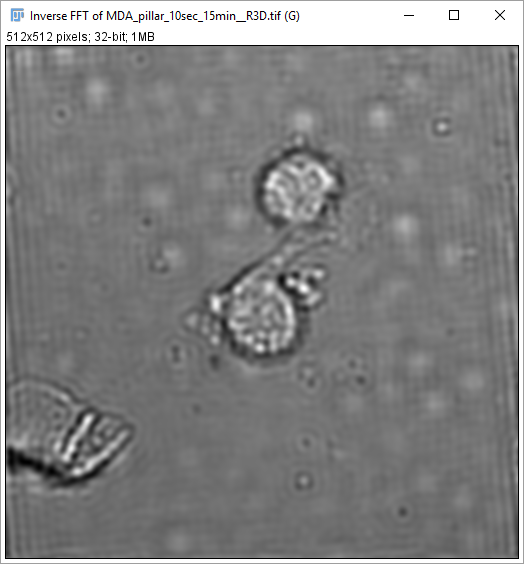 Inverse FFT of MDA_pillar_10sec_15min__R3D.tif (G)
512x512 pixels; 32-bit; 1MB